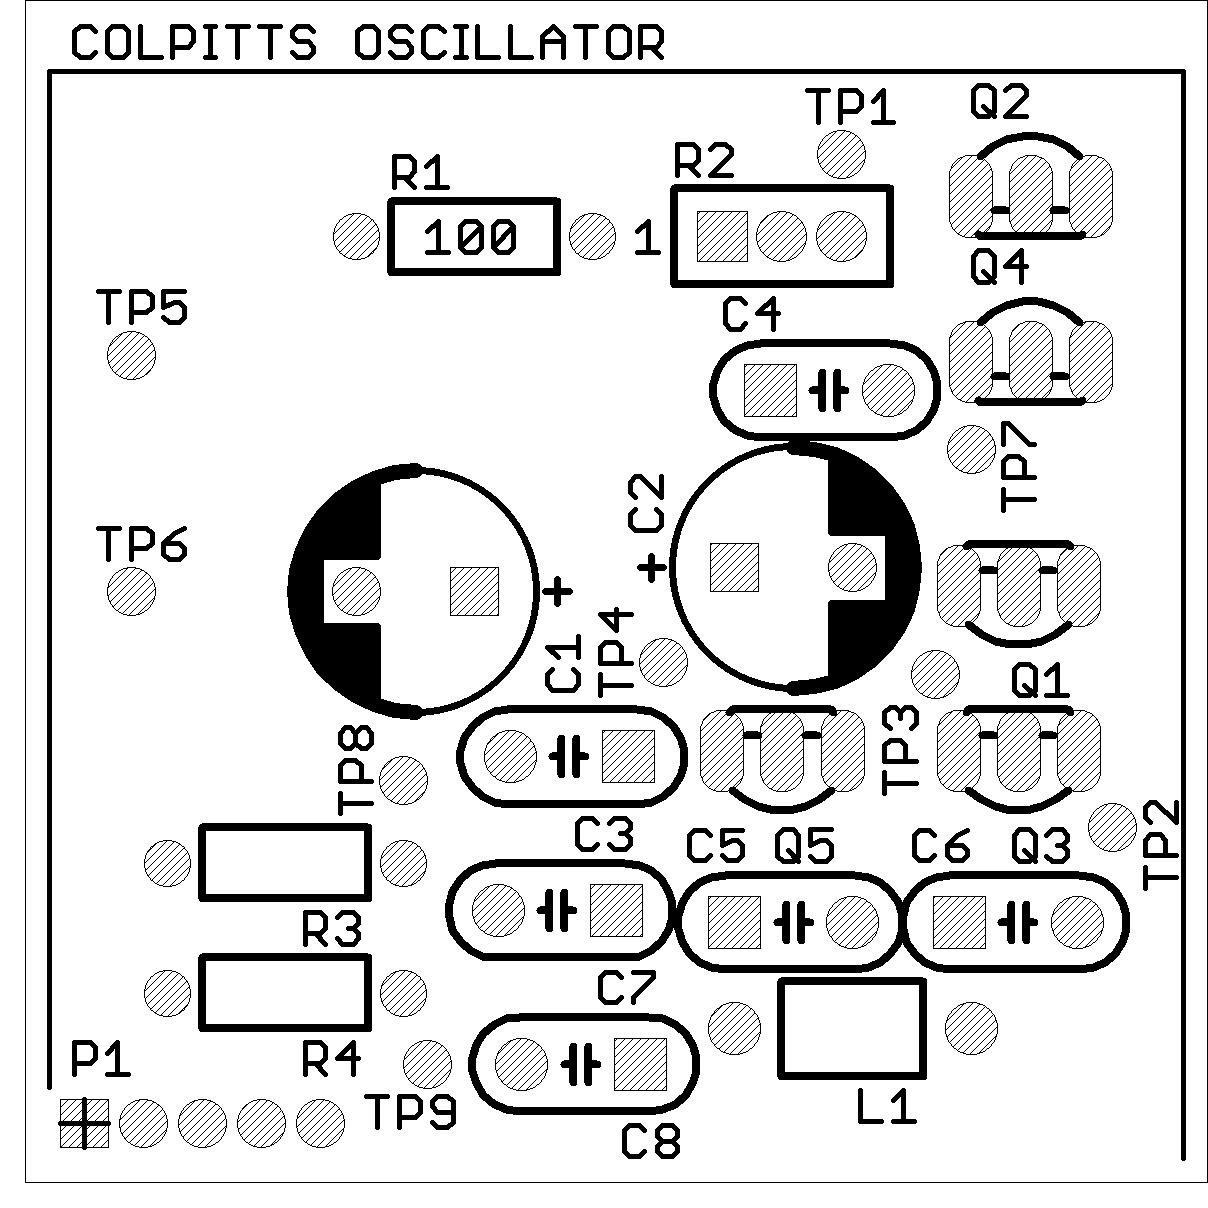 COLPITTS OSCILLATOR
TP1
Q2
R1
R2
100
1
Q4
TP5
C4
TP7
C2
TP6
+
+
C1
TP4
Q1
TP3
TP8
TP2
C3
C5
Q5
C6
Q3
R3
C7
P1
R4
TP9
L1
C8